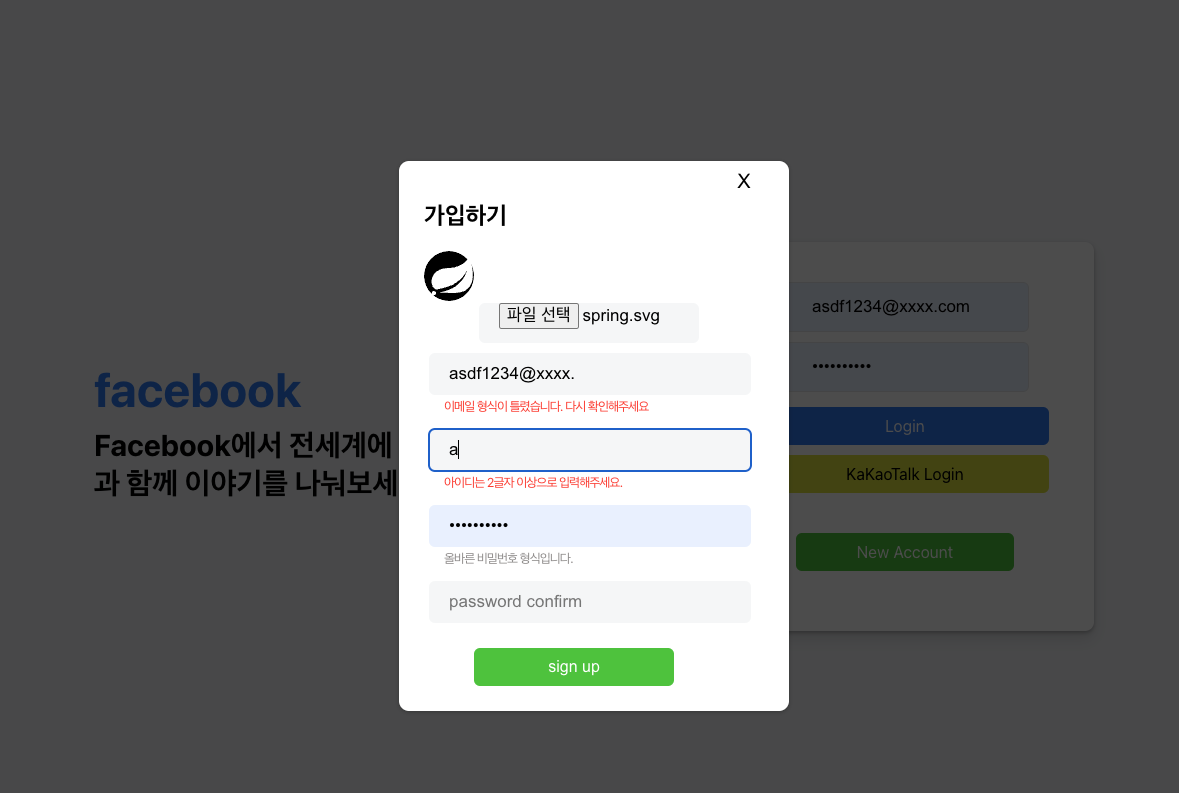 X
가입하기
파일 선택 spring.svg
asdf1234@xxxx.
이메일 형식이 틀렸습니다. 다시 확인해주세요
a
아이디는 2글자 이상으로 입력해주세요.
••••••••••
올바른 비밀번호 형식입니다.
password confirm
sign up
facebook
Facebook에서 전세계에
과 함께 이야기를 나눠보세
asdf1234@xxxx.com
••••••••••
Login
KaKaoTalk Login
New Account